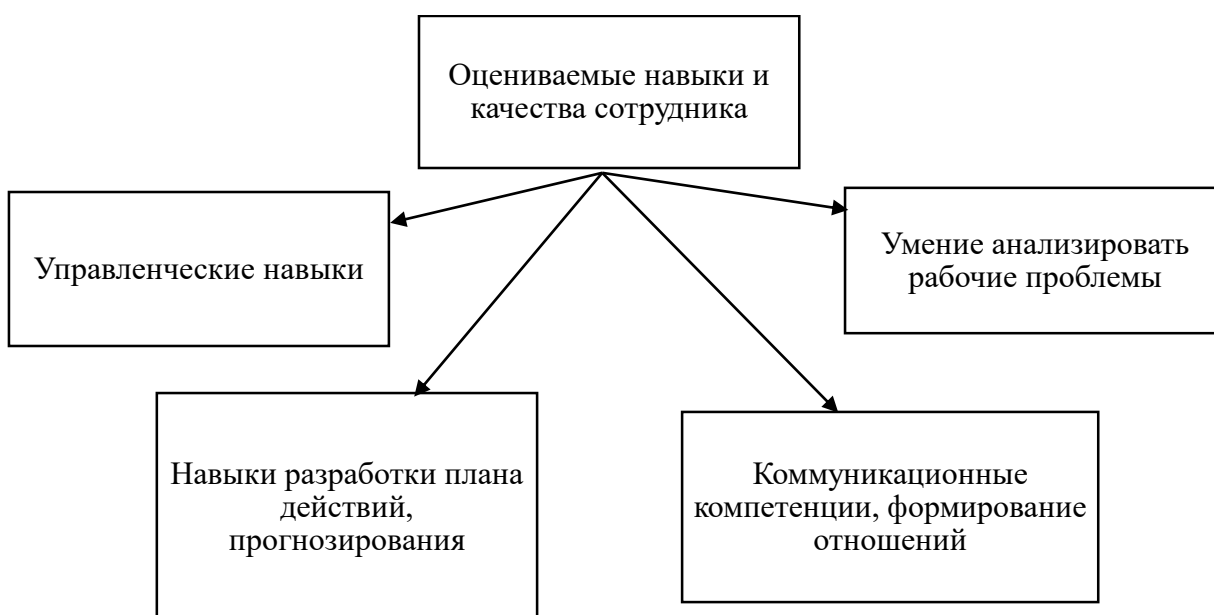 Оцениваемые навыки и
качества сотрудника
Управленческие навыки
Умение анализировать
рабочие проблемы
Навыки разработки плана
действий,
прогнозирования
Коммуникационные
компетенции, формирование
отношений